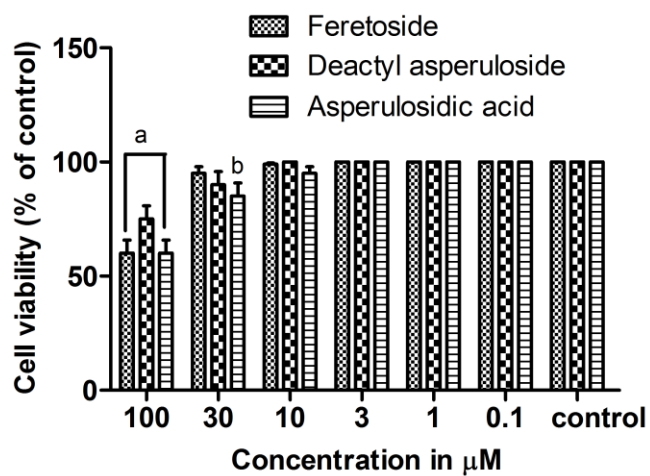 Feretoside
Deactyl asperuloside
Asperulosidic acid
150
100
50
0
a
b
Cell viability (% of control)
100 30 10 3 1 0.1 control
Concentration in μM